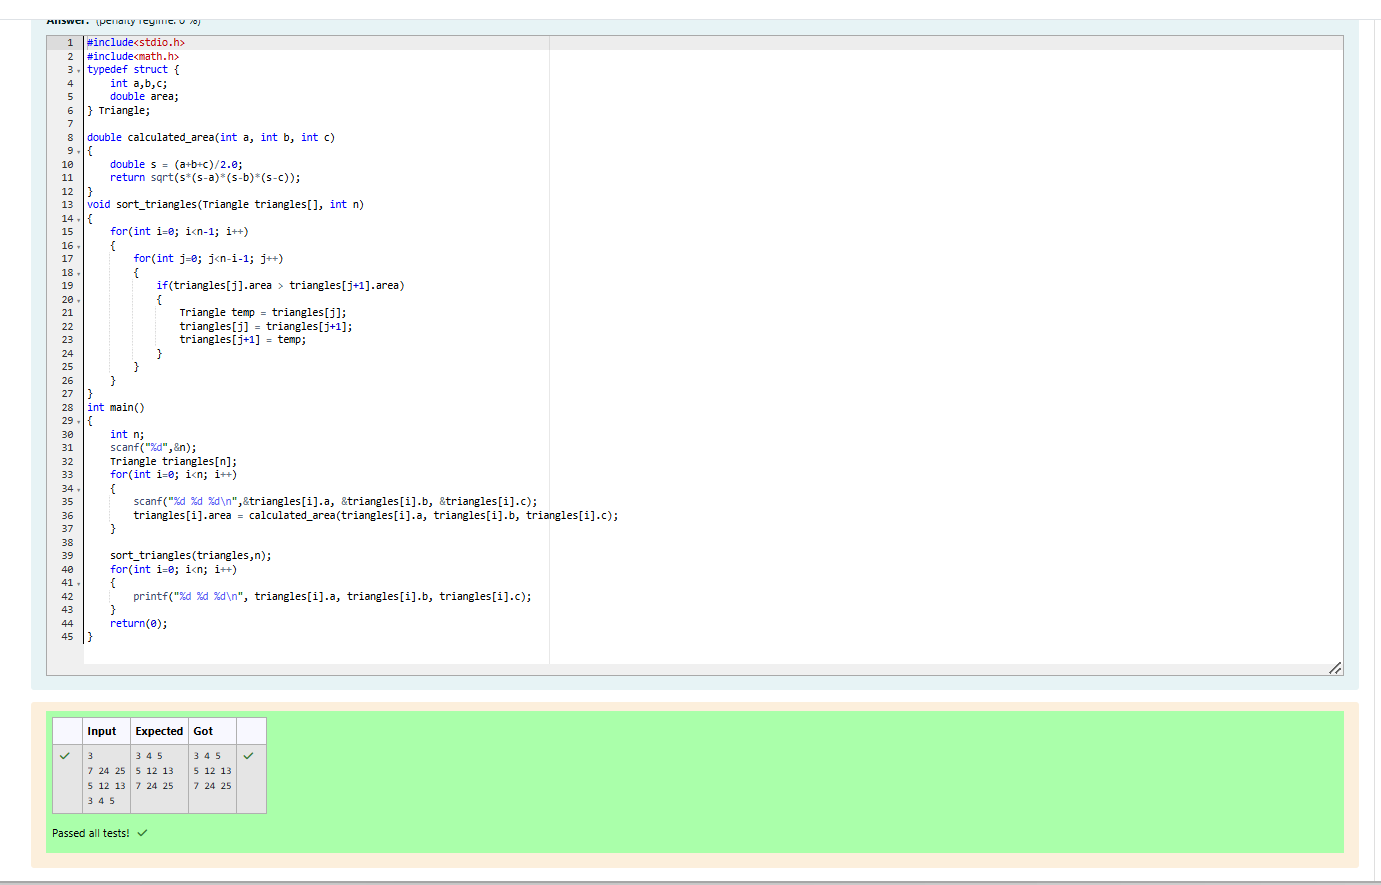 Answer: (penalty regime: 0 %)
1 #include<stdio.h>
2 #include<math.h>
3 typedef struct {
4     int a,b,c;
5     double area;
6 } Triangle;
7
8 double calculated_area(int a, int b, int c)
9 {
10     double s = (a+b+c)/2.0;
11     return sqrt(s*(s-a)*(s-b)*(s-c));
12 }
13 void sort_triangles(Triangle triangles[], int n)
14 {
15     for(int i=0; i<n-1; i++)
16     {
17         for(int j=0; j<n-i-1; j++)
18         {
19             if(triangles[j].area > triangles[j+1].area)
20             {
21                 Triangle temp = triangles[j];
22                 triangles[j] = triangles[j+1];
23                 triangles[j+1] = temp;
24             }
25         }
26     }
27 }
28 int main()
29 {
30     int n;
31     scanf("%d",&n);
32     Triangle triangles[n];
33     for(int i=0; i<n; i++)
34     {
35         scanf("%d %d %d\n",&triangles[i].a, &triangles[i].b, &triangles[i].c);
36         triangles[i].area = calculated_area(triangles[i].a, triangles[i].b, triangles[i].c);
37     }
38
39     sort_triangles(triangles,n);
40     for(int i=0; i<n; i++)
41     {
42         printf("%d %d %d\n", triangles[i].a, triangles[i].b, triangles[i].c);
43     }
44     return(0);
45 }
Input Expected Got
3 3 4 5 3 4 5
7 24 25 5 12 13 5 12 13
5 12 13 7 24 25 7 24 25
3 4 5
Passed all tests!